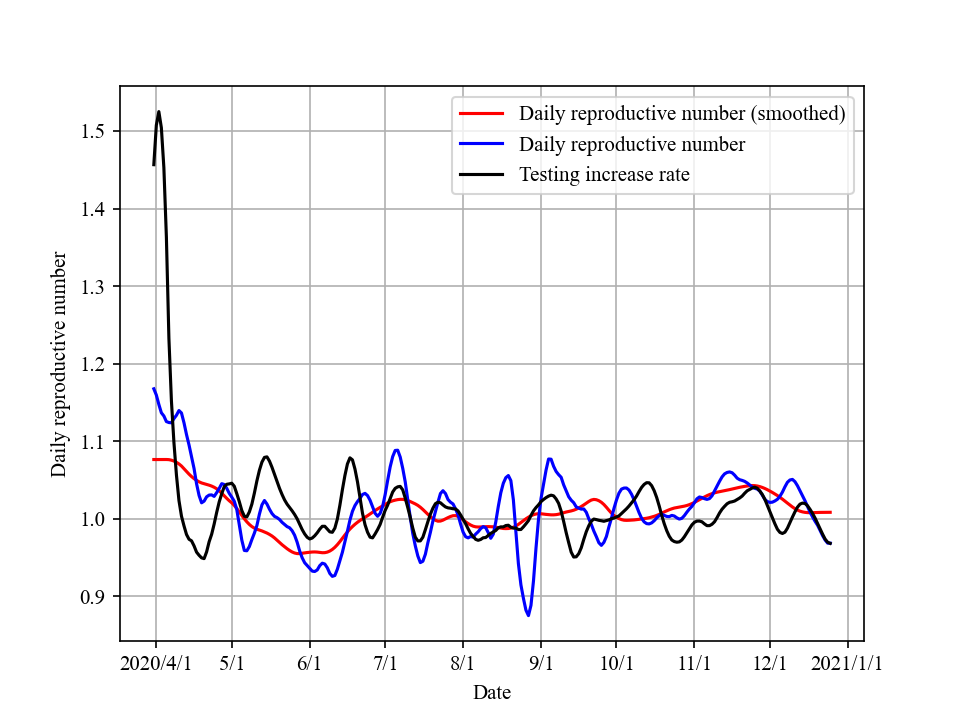 Daily reproductive number (smoothed)
Daily reproductive number
Testing increase rate
1.5
1.4
1.3
1.2
1.1
1.0
0.9
Daily reproductive number
2020/4/1 5/1 6/1 7/1 8/1 9/1 10/1 11/1 12/1 2021/1/1
Date